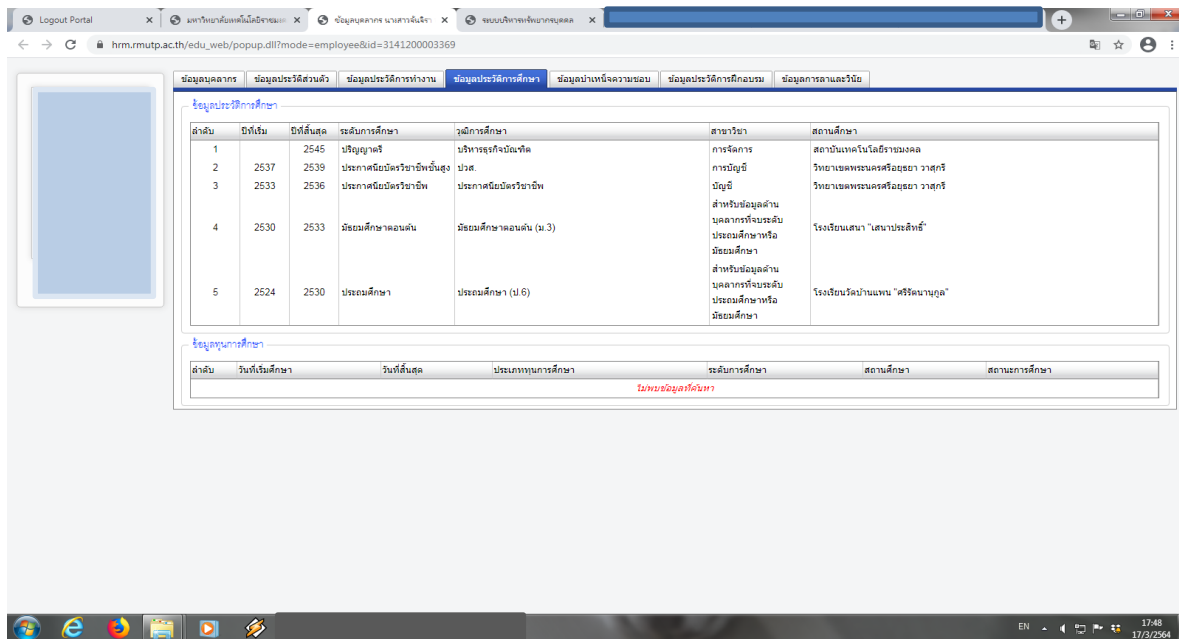 Logout Portal
มหาวิทยาลัยเทคโนโลยีราชมง
ข้อมูลบุคลากร นางสาวจันจิรา
ระบบบริหารทรัพยากรบุคคล
hrm.rmutp.ac.th/edu_web/popup.dll?mode=employee&id=3141200003369
ข้อมูลบุคลากร ข้อมูลประวัติส่วนตัว ข้อมูลประวัติการทำงาน ข้อมูลประวัติการศึกษา ข้อมูลบำเหน็จความชอบ ข้อมูลประวัติการฝึกอบรม ข้อมูลการลาและวินัย
ข้อมูลประวัติการศึกษา
ลำดับ ปีที่เริ่ม ปีที่สิ้นสุด ระดับการศึกษา วุฒิการศึกษา สาขาวิชา สถานศึกษา
1 2545 ปริญญาตรี บริหารธุรกิจบัณฑิต การจัดการ สถาบันเทคโนโลยีราชมงคล
2 2537 2539 ประกาศนียบัตรวิชาชีพชั้นสูง ปวส. การบัญชี วิทยาเขตพระนครศรีอยุธยา วาสุกรี
3 2533 2536 ประกาศนียบัตรวิชาชีพ ประกาศนียบัตรวิชาชีพ บัญชี วิทยาเขตพระนครศรีอยุธยา วาสุกรี
สำหรับข้อมูลด้าน
บุคลากรที่จบระดับ
4 2530 2533 มัธยมศึกษาตอนต้น มัธยมศึกษาตอนต้น (ม.3) โรงเรียนเสนา "เสนาประสิทธิ์"
ประถมศึกษาหรือ
มัธยมศึกษา
สำหรับข้อมูลด้าน
บุคลากรที่จบระดับ
5 2524 2530 ประถมศึกษา ประถมศึกษา (ป.6) โรงเรียนวัดบ้านแพน "ศรีรัตนานุกูล"
ประถมศึกษาหรือ
มัธยมศึกษา
ข้อมูลทุนการศึกษา
ลำดับ วันที่เริ่มศึกษา วันที่สิ้นสุด ประเภททุนการศึกษา ระดับการศึกษา สถานศึกษา สถานะการศึกษา
ไม่พบข้อมูลที่ค้นหา
EN
17:48
17/3/2564